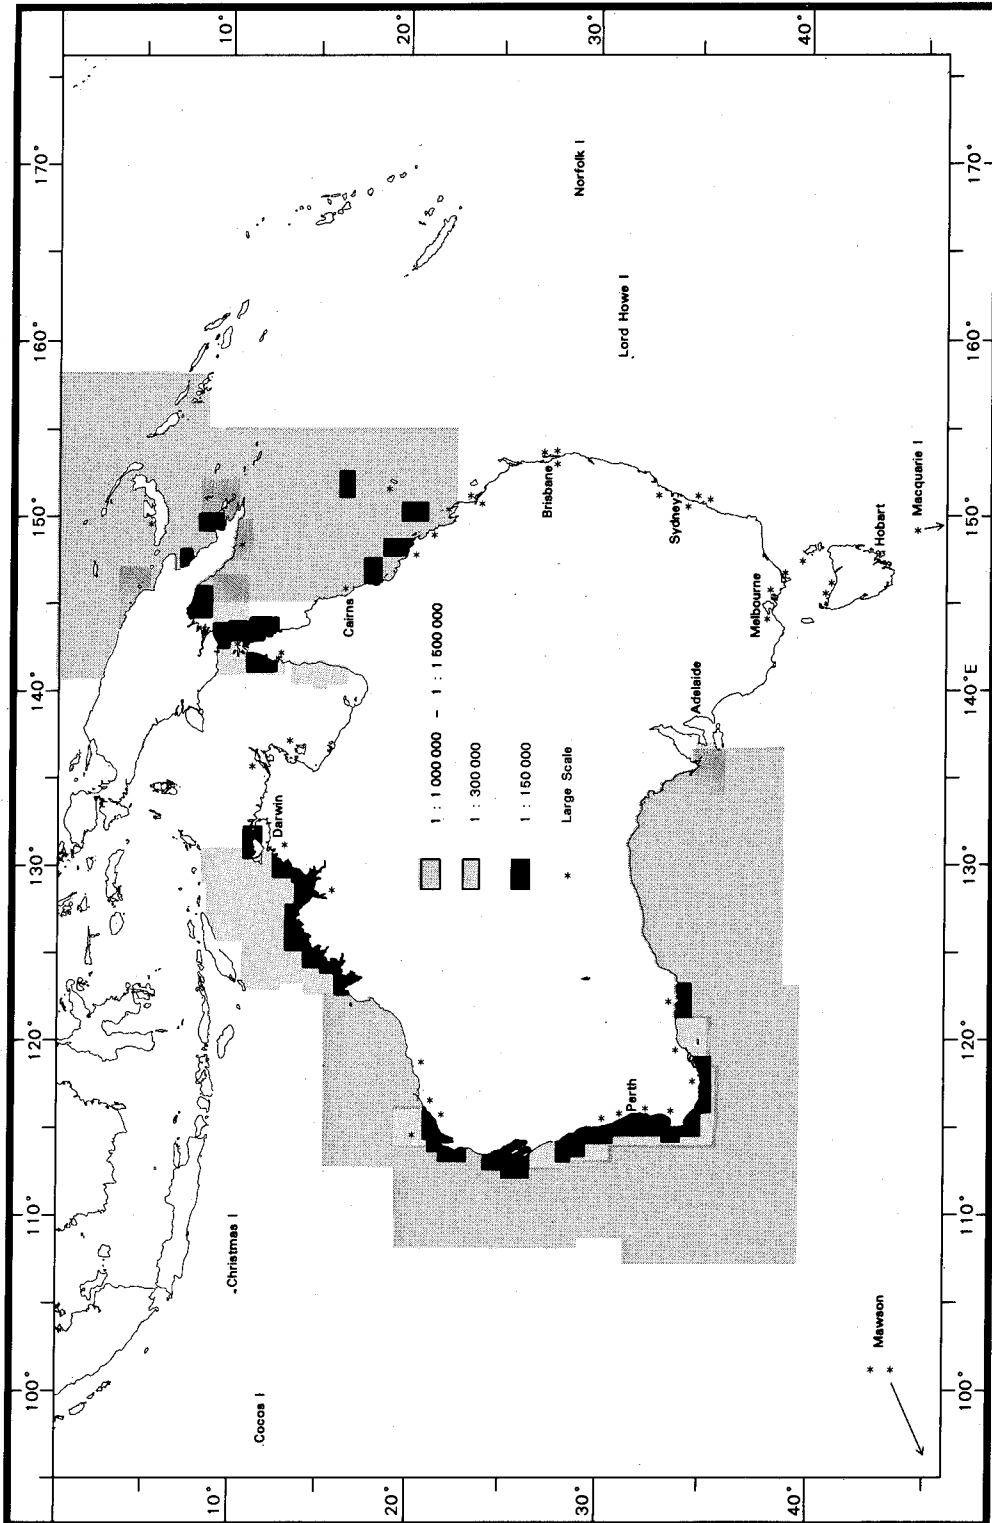 100°
110°
120°
130°
140°E
150°
160°
170°
10°
20°
30°
40°
10°
20°
30°
40°
100°
110°
120°
130°
140°
150°
160°
170°
Cocos I
Christmas I
Darwin
Cairns
Brisbane
Sydney
Melbourne
Adelaide
Hobart
Perth
Norfolk I
Lord Howe I
Macquarie I
Mawson
1 : 1 000 000 - 1 : 1 500 000
1 : 300 000
1 : 150 000
* Large Scale